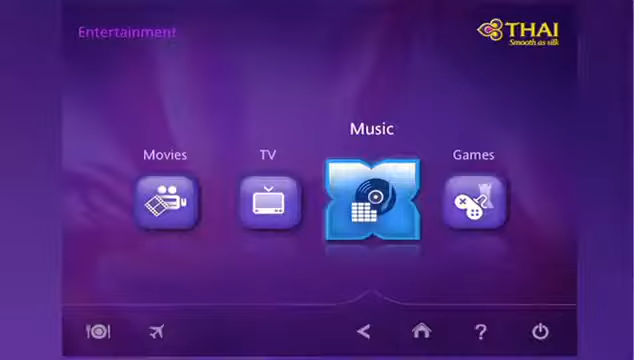 Entertainment
THAI
Smooth as silk
Music
Movies
TV
Games
?